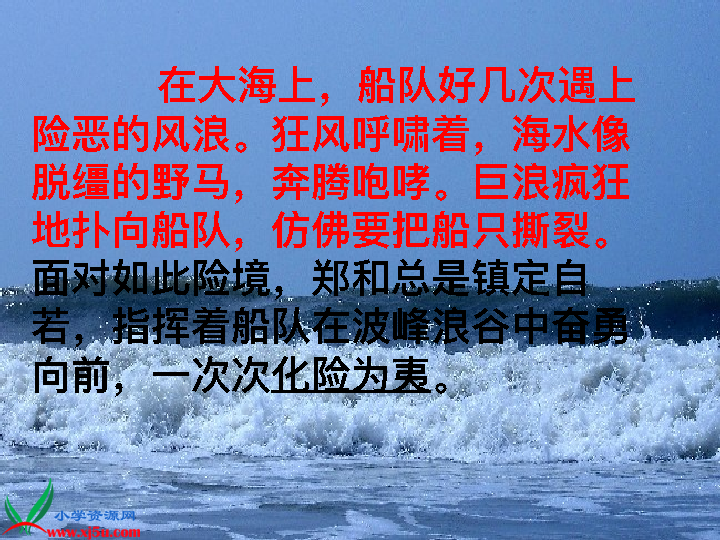 在大海上，船队好几次遇上
险恶的风浪。狂风呼啸着，海水像
脱缰的野马，奔腾咆哮。巨浪疯狂
地扑向船队，仿佛要把船只撕裂。
面对如此险境，郑和总是镇定自
若，指挥着船队在波峰浪谷中奋勇
向前，一次次化险为夷。
小学资源网
www.xj5u.com